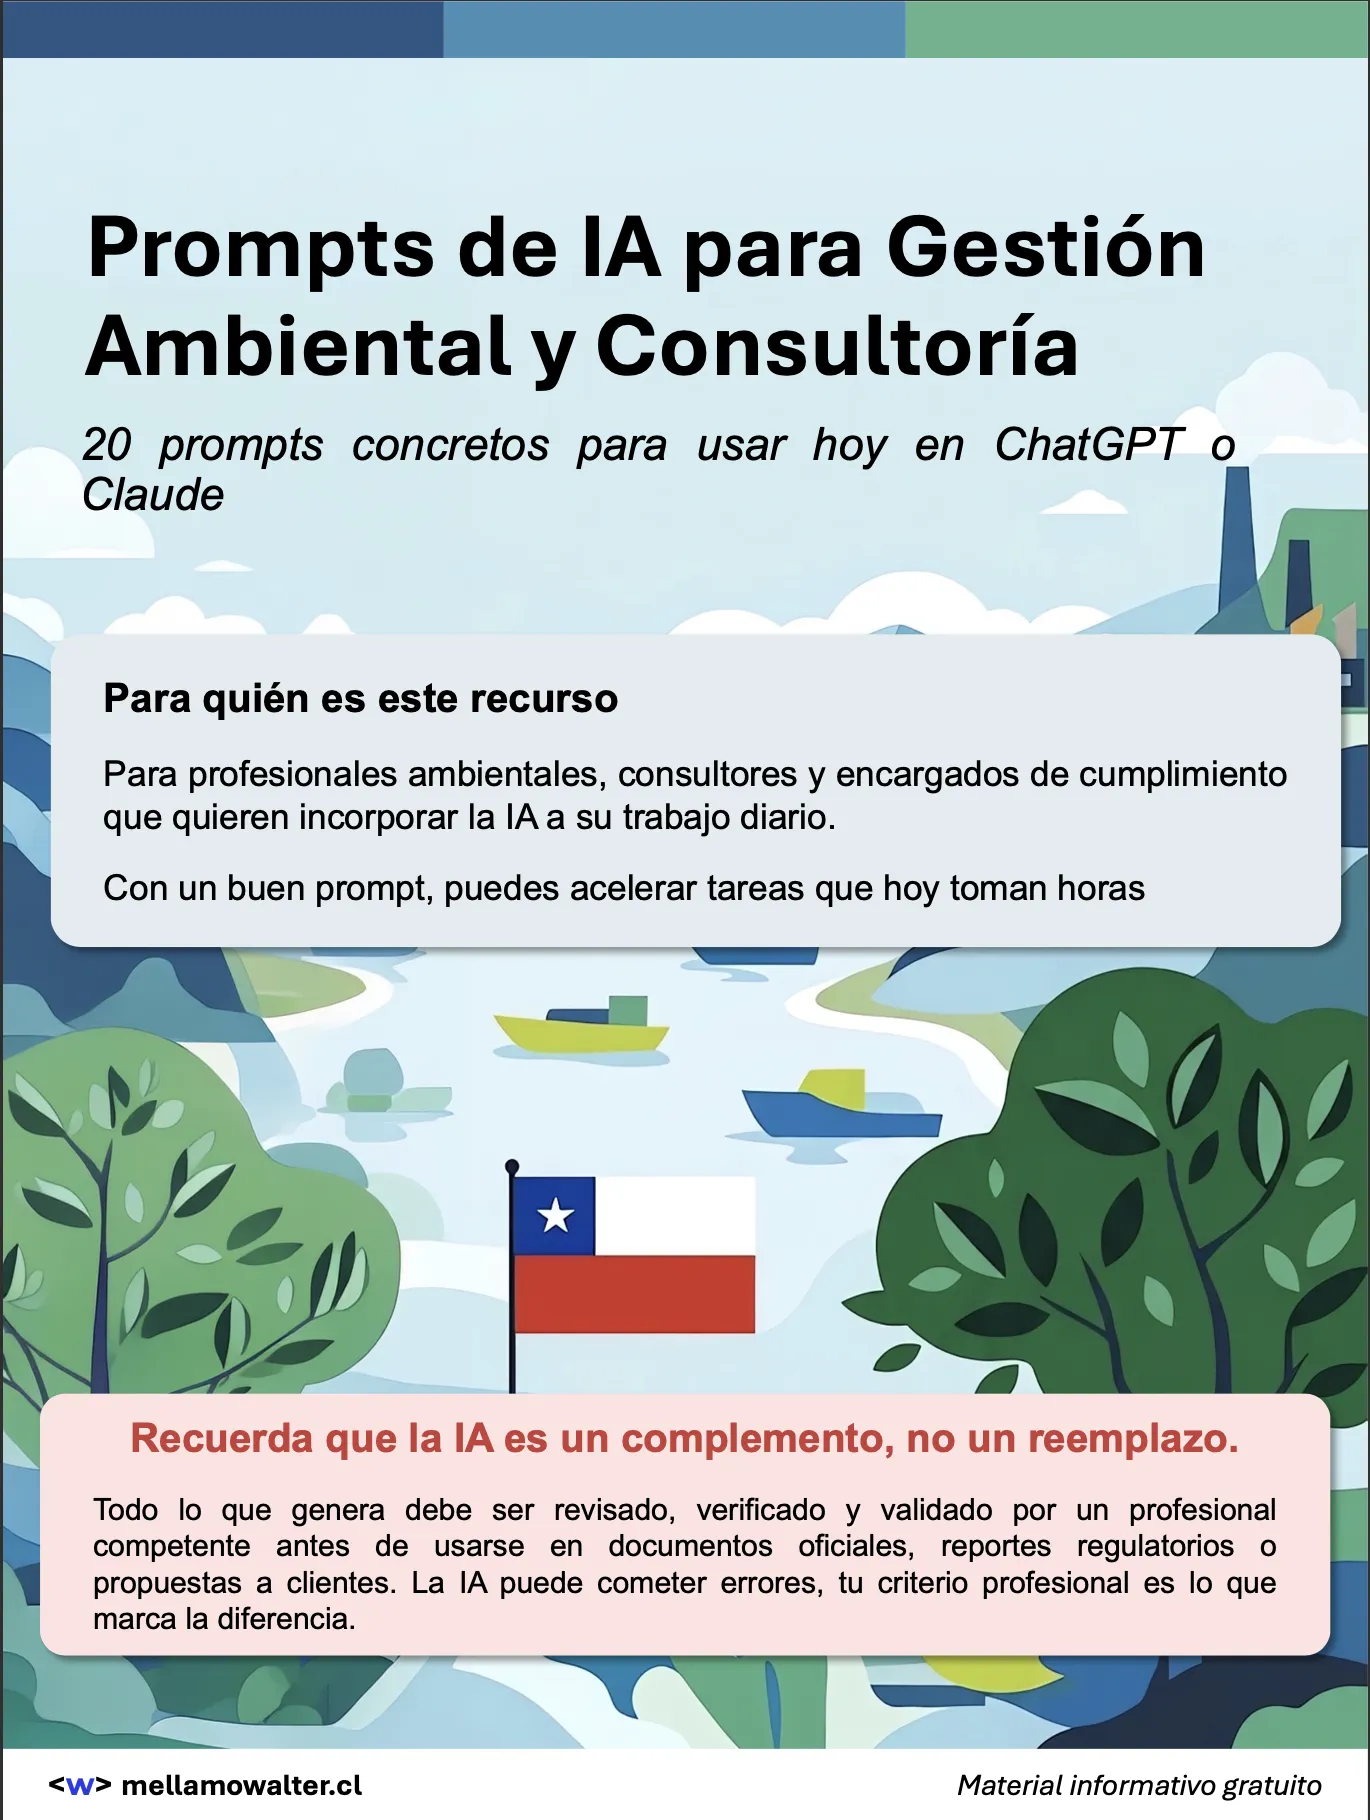 Prompts de IA para Gestión
Ambiental y Consultoría
20 prompts concretos para usar hoy en ChatGPT o
Claude
Para quién es este recurso
Para profesionales ambientales, consultores y encargados de cumplimiento
que quieren incorporar la IA a su trabajo diario.
Con un buen prompt, puedes acelerar tareas que hoy toman horas
Recuerda que la IA es un complemento, no un reemplazo.
Todo lo que genera debe ser revisado, verificado y validado por un profesional
competente antes de usarse en documentos oficiales, reportes regulatorios o
propuestas a clientes. La IA puede cometer errores, tu criterio profesional es lo que
marca la diferencia.
<w> mellamowalter.cl
Material informativo gratuito